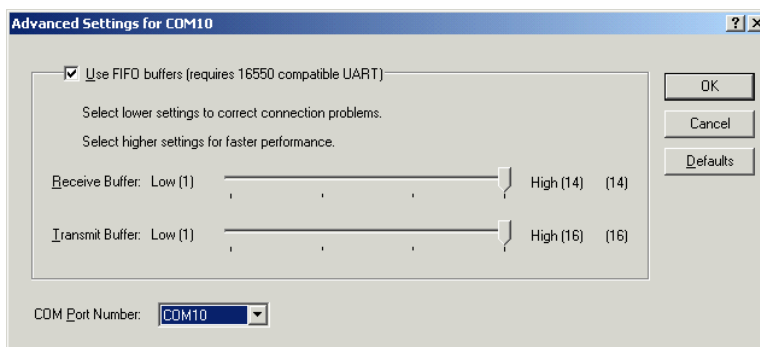 Advanced Settings for COM10
Use FIFO buffers (requires 16550 compatible UART)
OK
Select lower settings to correct connection problems.
Cancel
Select higher settings for faster performance.
Defaults
Receive Buffer: Low (1) High (14) (14)
Transmit Buffer: Low (1) High (16) (16)
COM Port Number: COM10